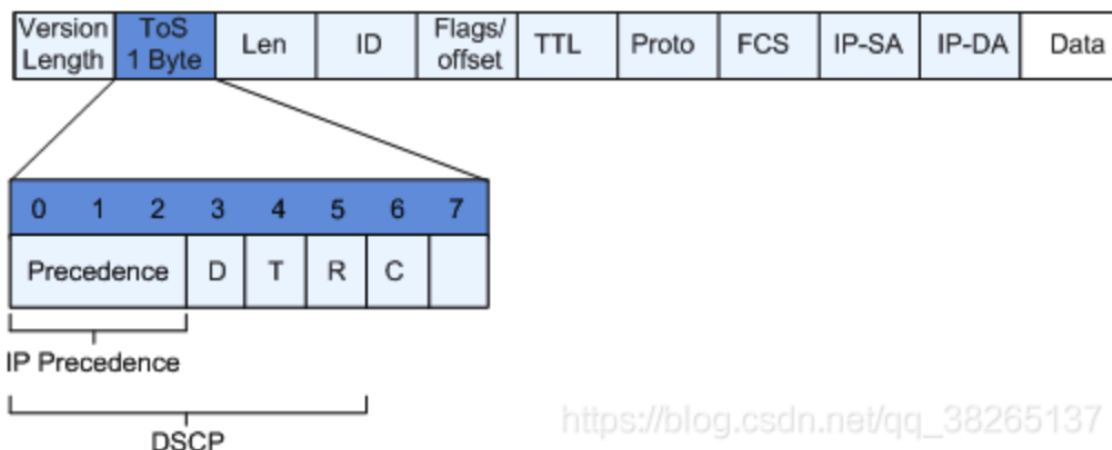 Version Length ToS 1 Byte Len ID Flags/ offset TTL Proto FCS IP-SA IP-DA Data
0 1 2 3 4 5 6 7
Precedence D T R C
IP Precedence
DSCP
https://blog.csdn.net/qq_38265137